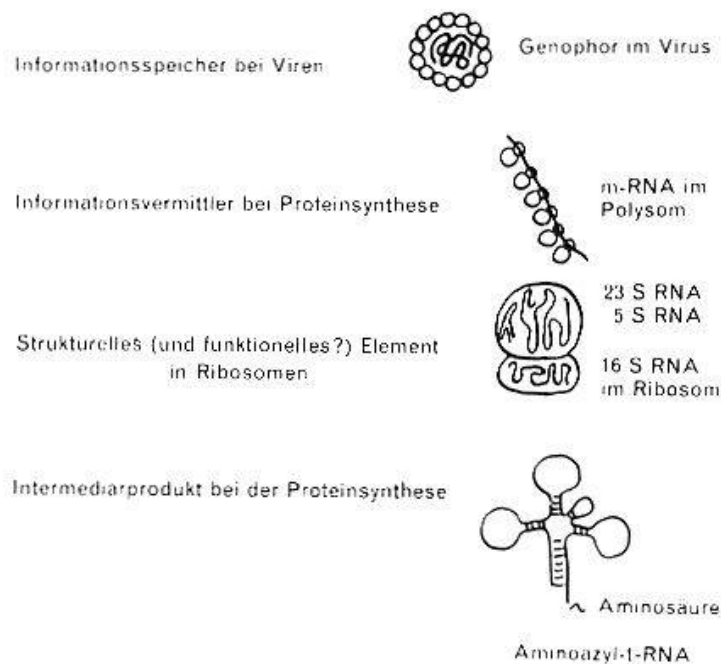 Informationsspeicher bei Viren
Genophor im Virus
Informationsvermittler bei Proteinsynthese
m-RNA im
Polysom
Strukturelles (und funktionelles?) Element
in Ribosomen
23 S RNA
5 S RNA
16 S RNA
im Ribosom
Intermediarprodukt bei der Proteinsynthese
~ Aminosäure
Aminoazyl-t-RNA